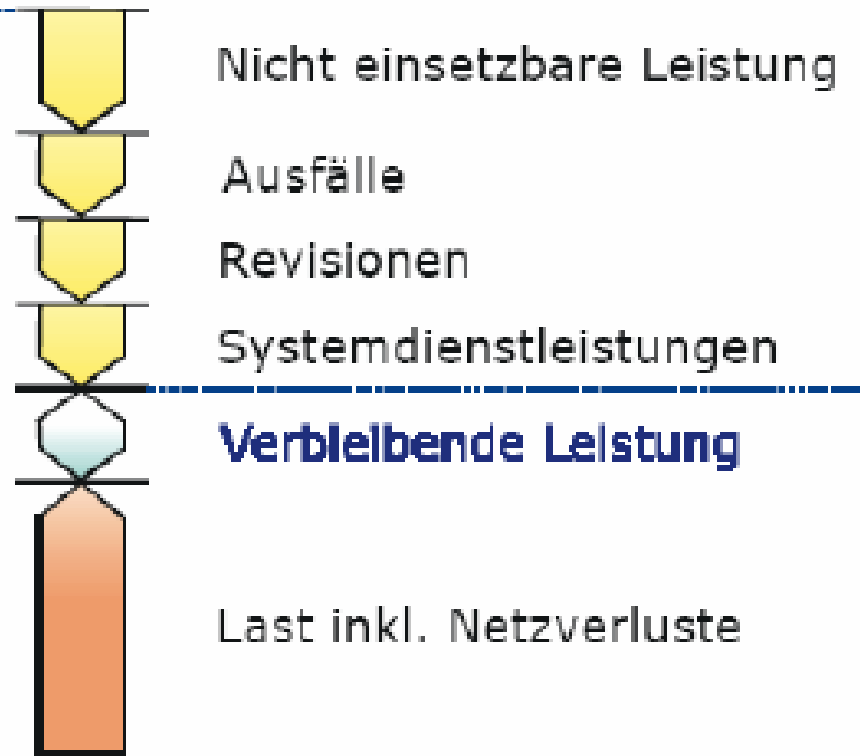 Nicht einsetzbare Leistung
Ausfälle
Revisionen
Systemdienstleistungen
Verbleibende Leistung
Last inkl. Netzverluste